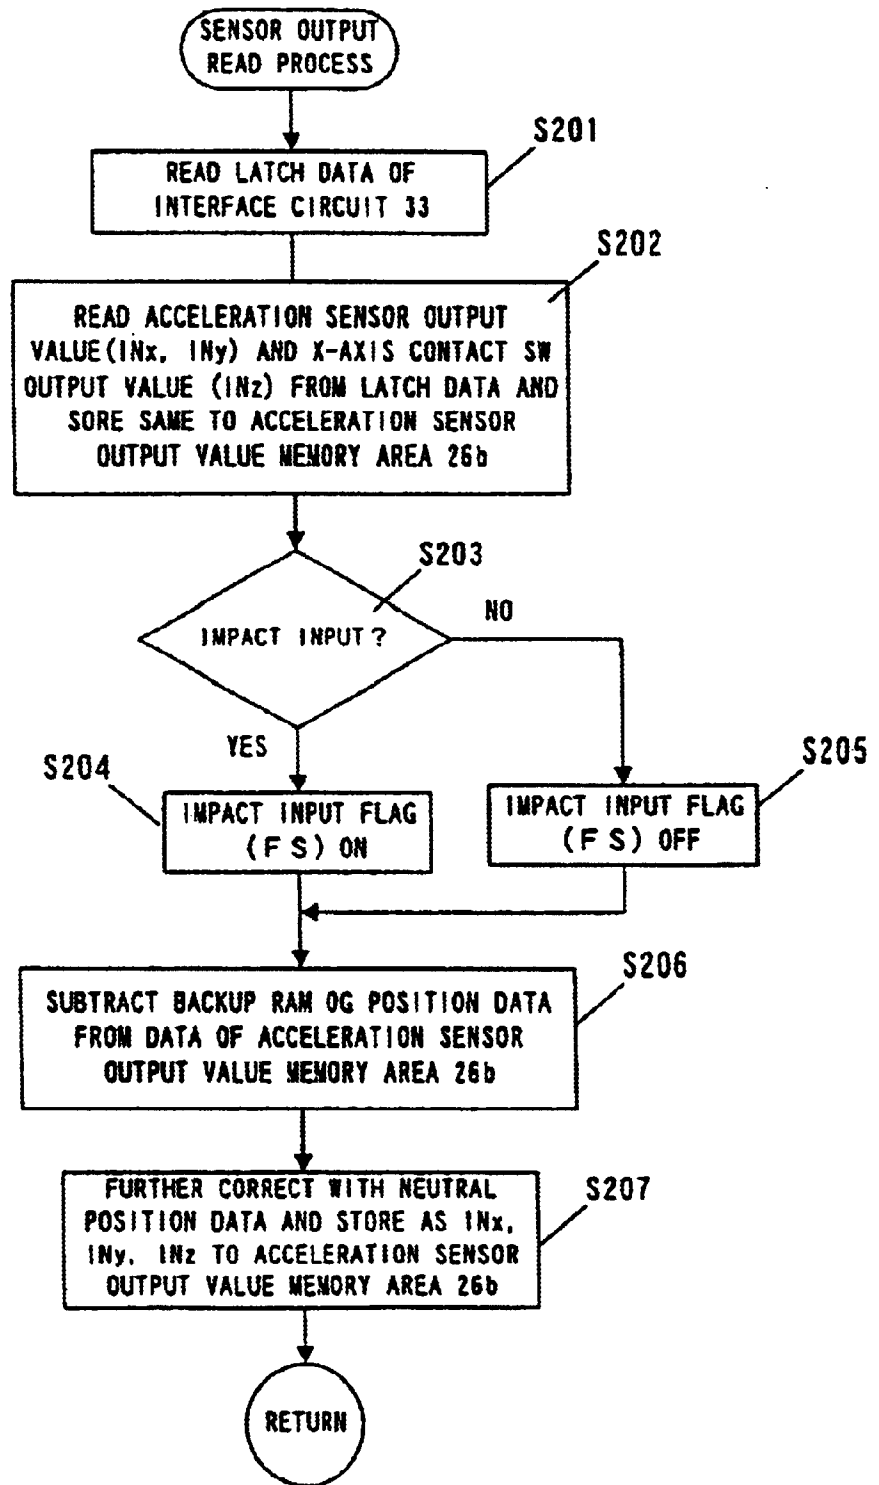 SENSOR OUTPUT
READ PROCESS
S201
READ LATCH DATA OF
INTERFACE CIRCUIT 33
S202
READ ACCELERATION SENSOR OUTPUT
VALUE(INx, INy) AND X-AXIS CONTACT SW
OUTPUT VALUE (INz) FROM LATCH DATA AND
SORE SAME TO ACCELERATION SENSOR
OUTPUT VALUE MEMORY AREA 26b
S203
IMPACT INPUT?
NO
YES
S204
IMPACT INPUT FLAG
(FS) ON
S205
IMPACT INPUT FLAG
(FS) OFF
S206
SUBTRACT BACKUP RAM OG POSITION DATA
FROM DATA OF ACCELERATION SENSOR
OUTPUT VALUE MEMORY AREA 26b
S207
FURTHER CORRECT WITH NEUTRAL
POSITION DATA AND STORE AS INx,
INy, INz TO ACCELERATION SENSOR
OUTPUT VALUE MEMORY AREA 26b
RETURN